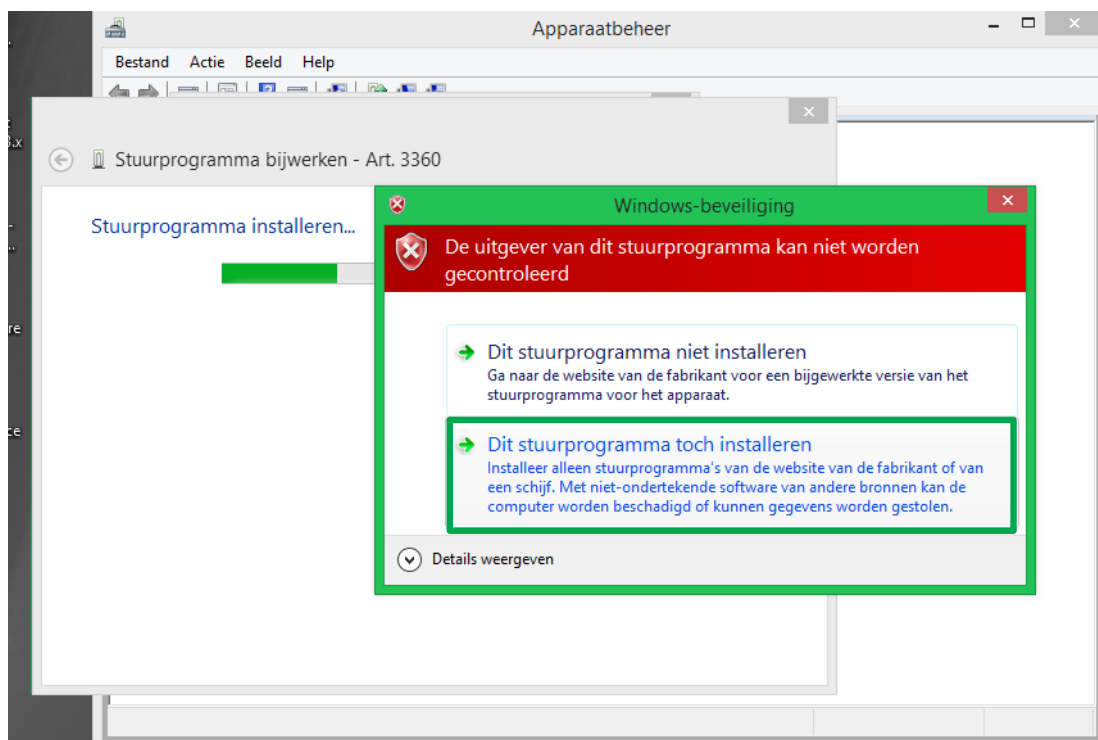 Apparaatbeheer
Bestand Actie Beeld Help
Stuurprogramma bijwerken - Art. 3360
Stuurprogramma installeren...
Windows-beveiliging
De uitgever van dit stuurprogramma kan niet worden
gecontroleerd
Dit stuurprogramma niet installeren
Ga naar de website van de fabrikant voor een bijgewerkte versie van het
stuurprogramma voor het apparaat.
Dit stuurprogramma toch installeren
Installeer alleen stuurprogramma's van de website van de fabrikant of van
een schijf. Met niet-ondertekende software van andere bronnen kan de
computer worden beschadigd of kunnen gegevens worden gestolen.
Details weergeven